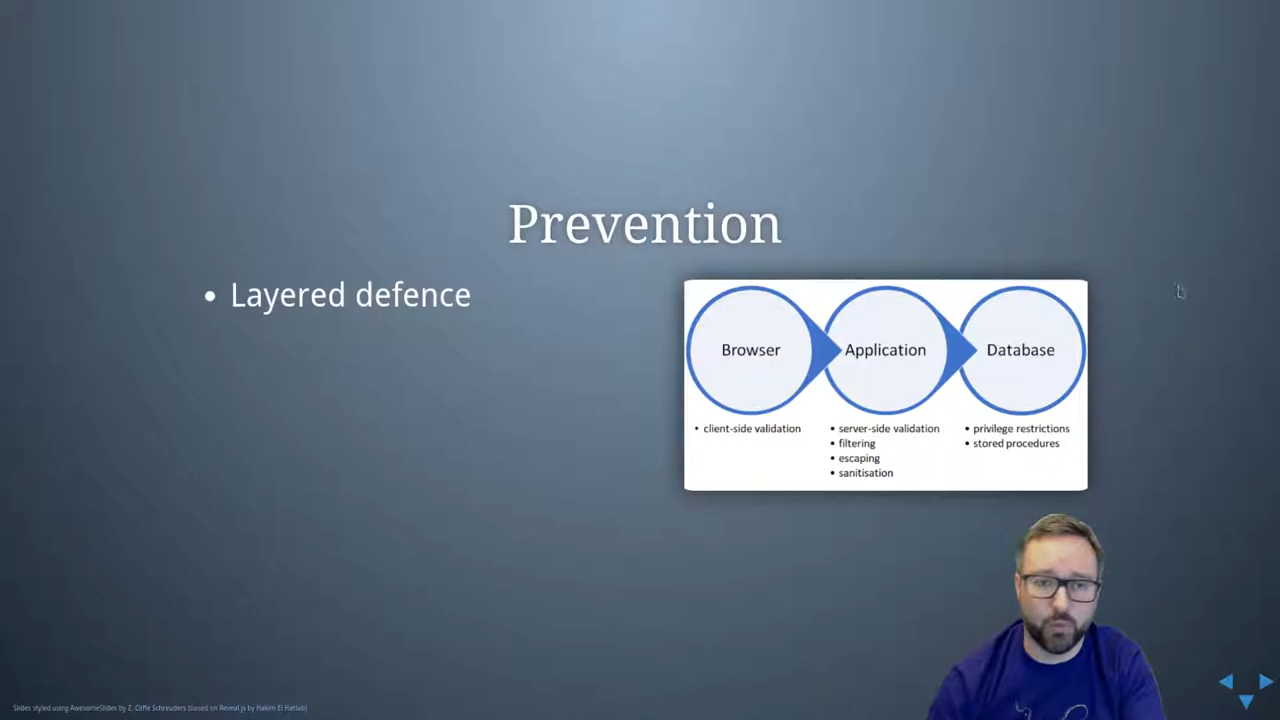 Prevention
• Layered defence
Browser
Application
Database
• client-side validation
• server-side validation
• filtering
• escaping
• sanitisation
• privilege restrictions
• stored procedures
Slides styled using AwesomeSlides by Z. Cliffe Schreuders (based on Reveal.js by Hakim El Hattab)